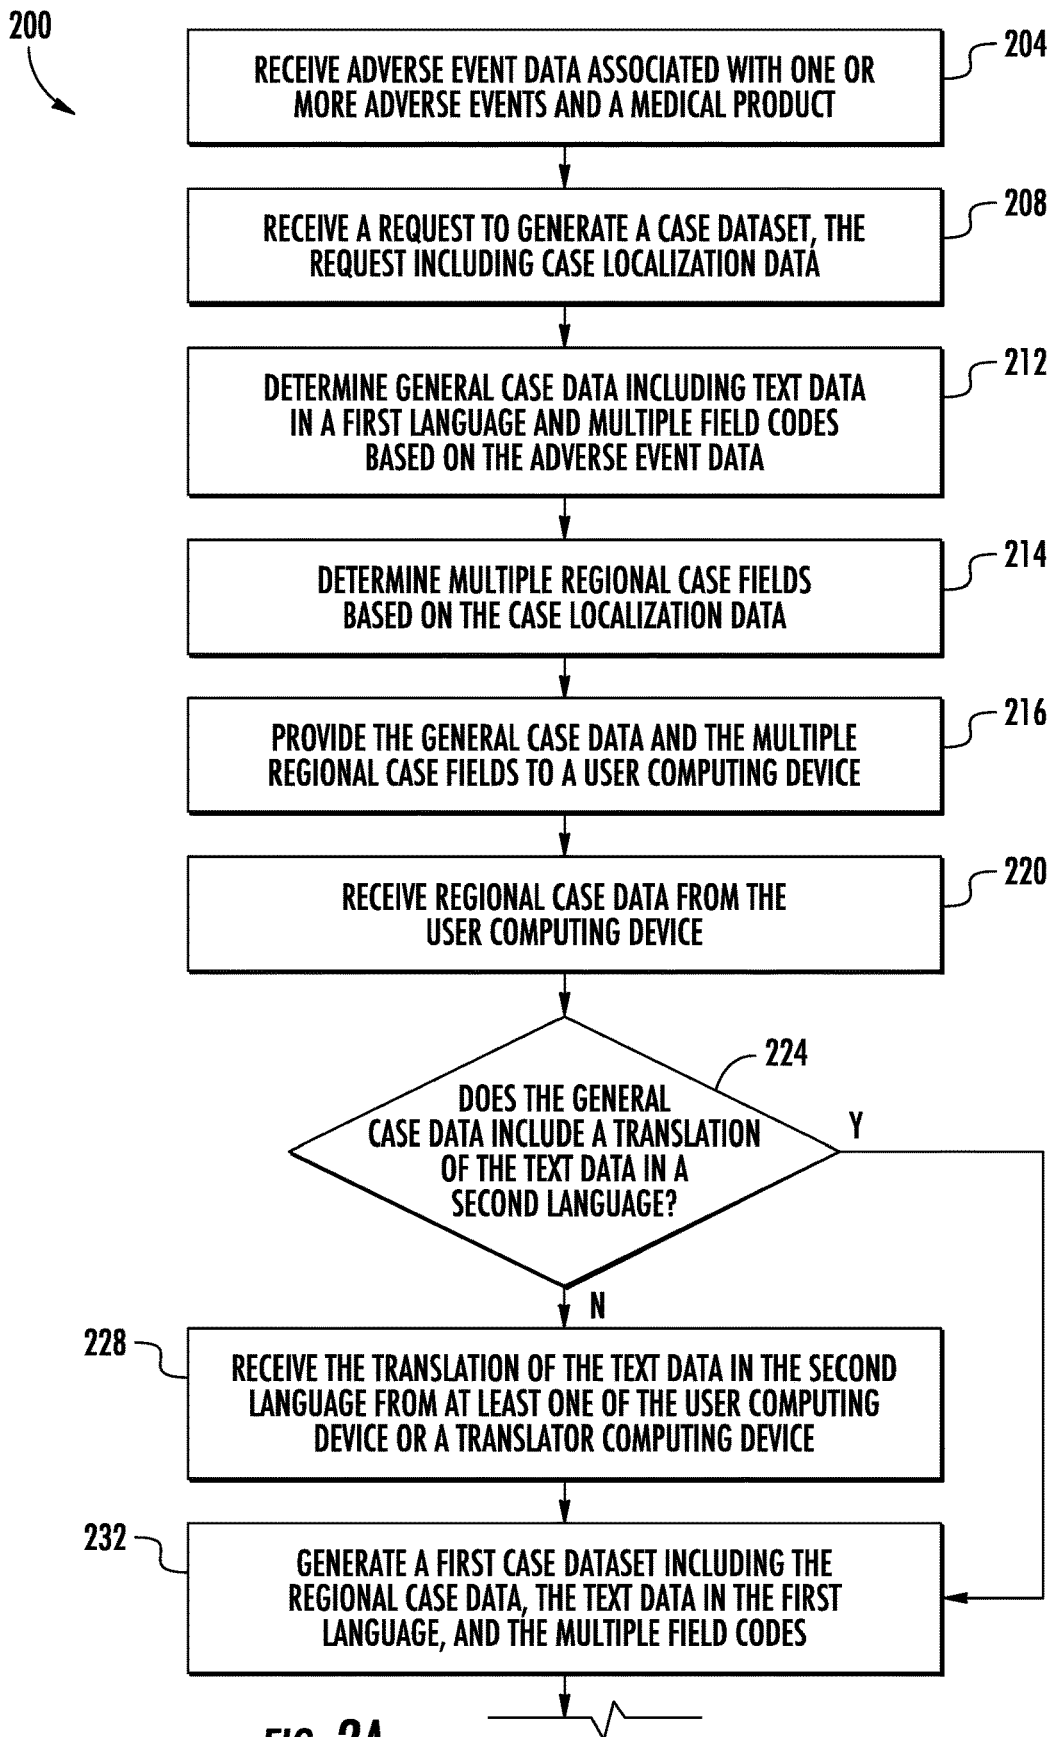 200
204
RECEIVE ADVERSE EVENT DATA ASSOCIATED WITH ONE OR
MORE ADVERSE EVENTS AND A MEDICAL PRODUCT
208
RECEIVE A REQUEST TO GENERATE A CASE DATASET, THE
REQUEST INCLUDING CASE LOCALIZATION DATA
212
DETERMINE GENERAL CASE DATA INCLUDING TEXT DATA
IN A FIRST LANGUAGE AND MULTIPLE FIELD CODES
BASED ON THE ADVERSE EVENT DATA
214
DETERMINE MULTIPLE REGIONAL CASE FIELDS
BASED ON THE CASE LOCALIZATION DATA
216
PROVIDE THE GENERAL CASE DATA AND THE MULTIPLE
REGIONAL CASE FIELDS TO A USER COMPUTING DEVICE
220
RECEIVE REGIONAL CASE DATA FROM THE
USER COMPUTING DEVICE
224
DOES THE GENERAL
CASE DATA INCLUDE A TRANSLATION
OF THE TEXT DATA IN A
SECOND LANGUAGE?
Y
N
228
RECEIVE THE TRANSLATION OF THE TEXT DATA IN THE SECOND
LANGUAGE FROM AT LEAST ONE OF THE USER COMPUTING
DEVICE OR A TRANSLATOR COMPUTING DEVICE
232
GENERATE A FIRST CASE DATASET INCLUDING THE
REGIONAL CASE DATA, THE TEXT DATA IN THE FIRST
LANGUAGE, AND THE MULTIPLE FIELD CODES
FIG. 2A